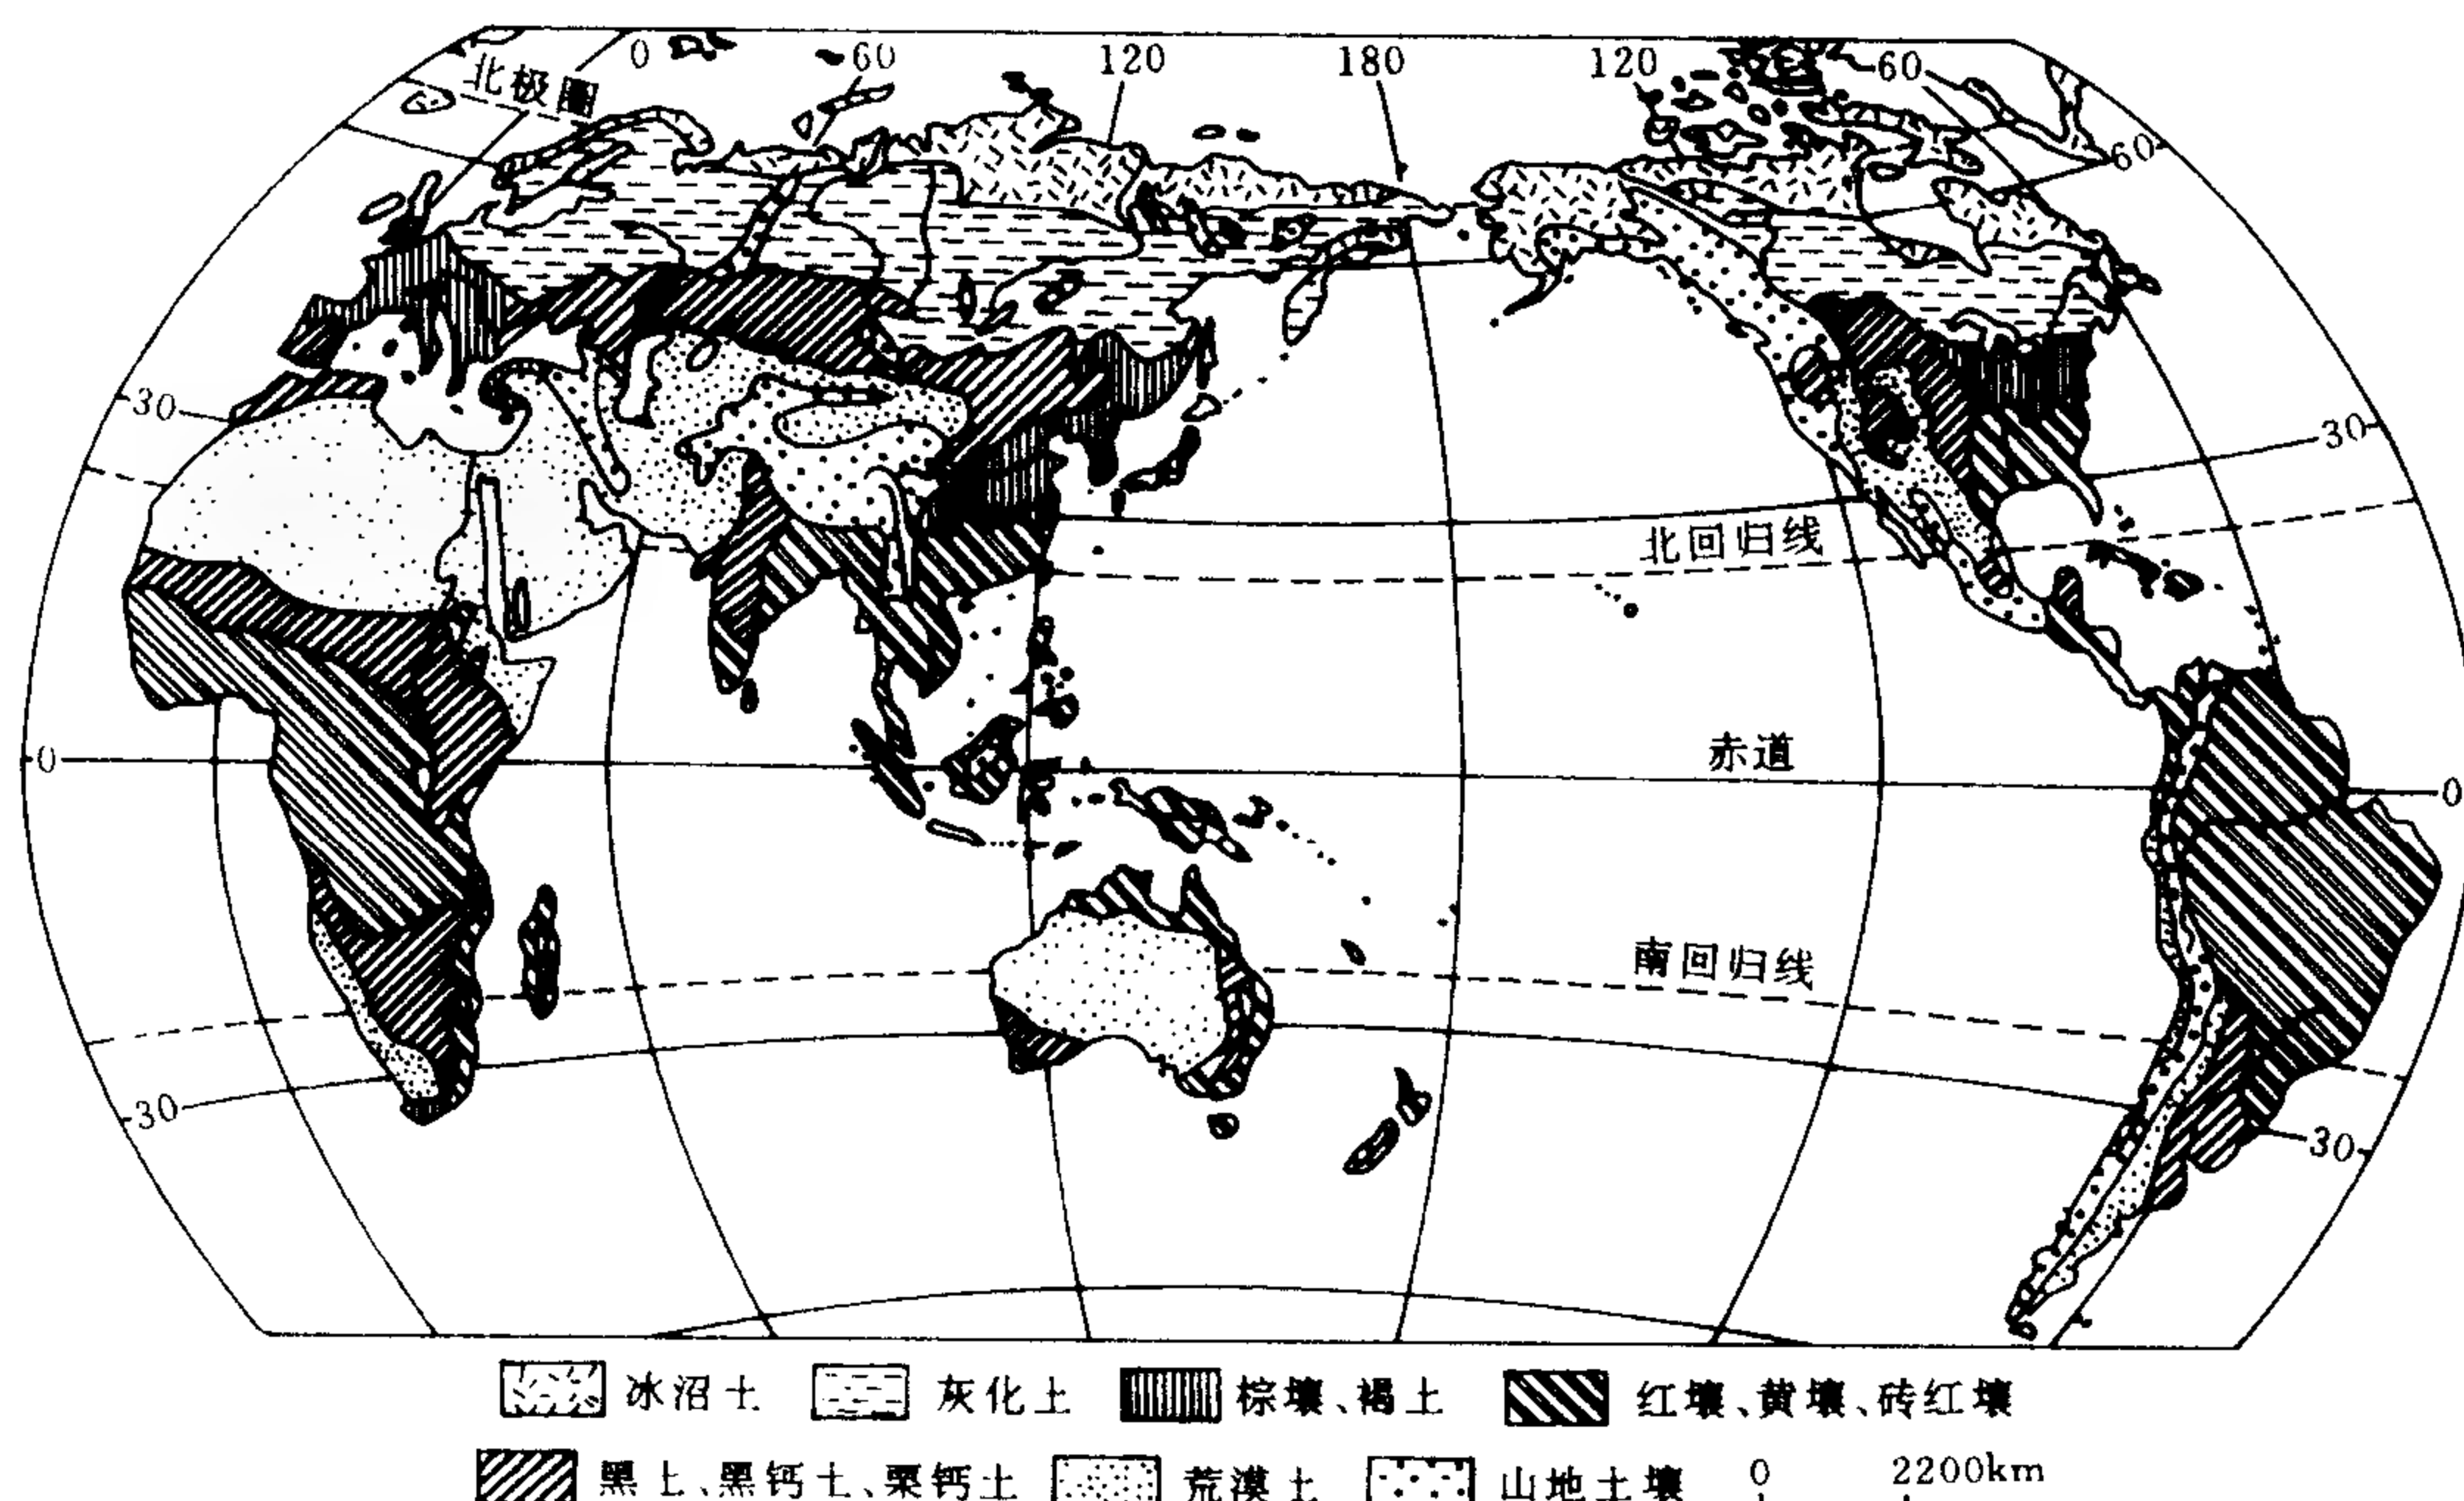 0 60 120 180 120 60
北极圈
60
30
30
北回归线
赤道
0
0
南回归线
30
30
冰沼土 灰化土 棕壤、褐土 红壤、黄壤、砖红壤
黑土、黑钙土、栗钙土 荒漠土 山地土壤 0 2200km